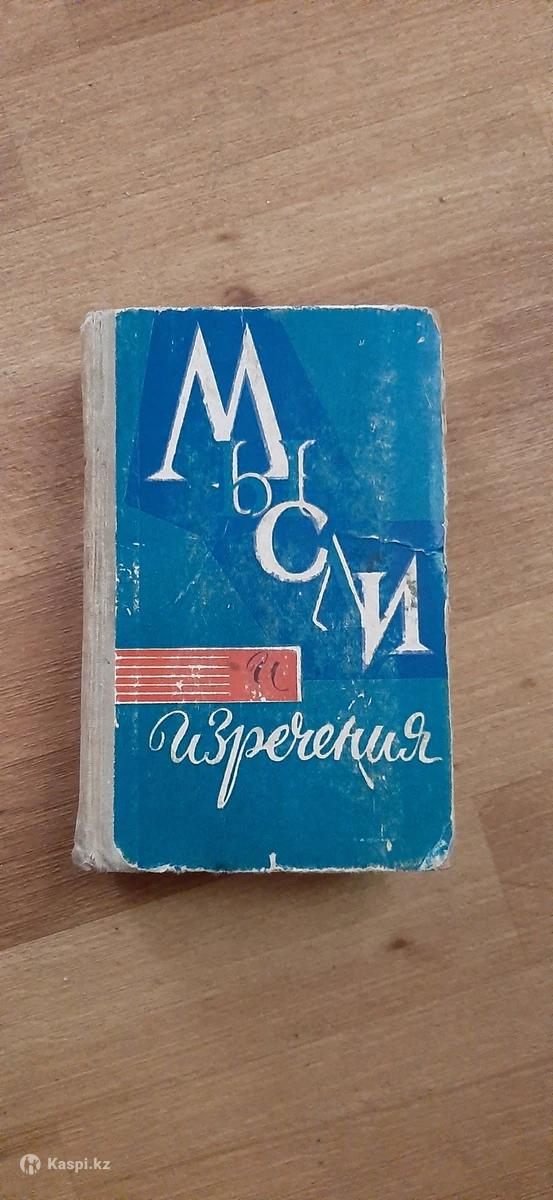 Мысли
и
изречения
Kaspi.kz